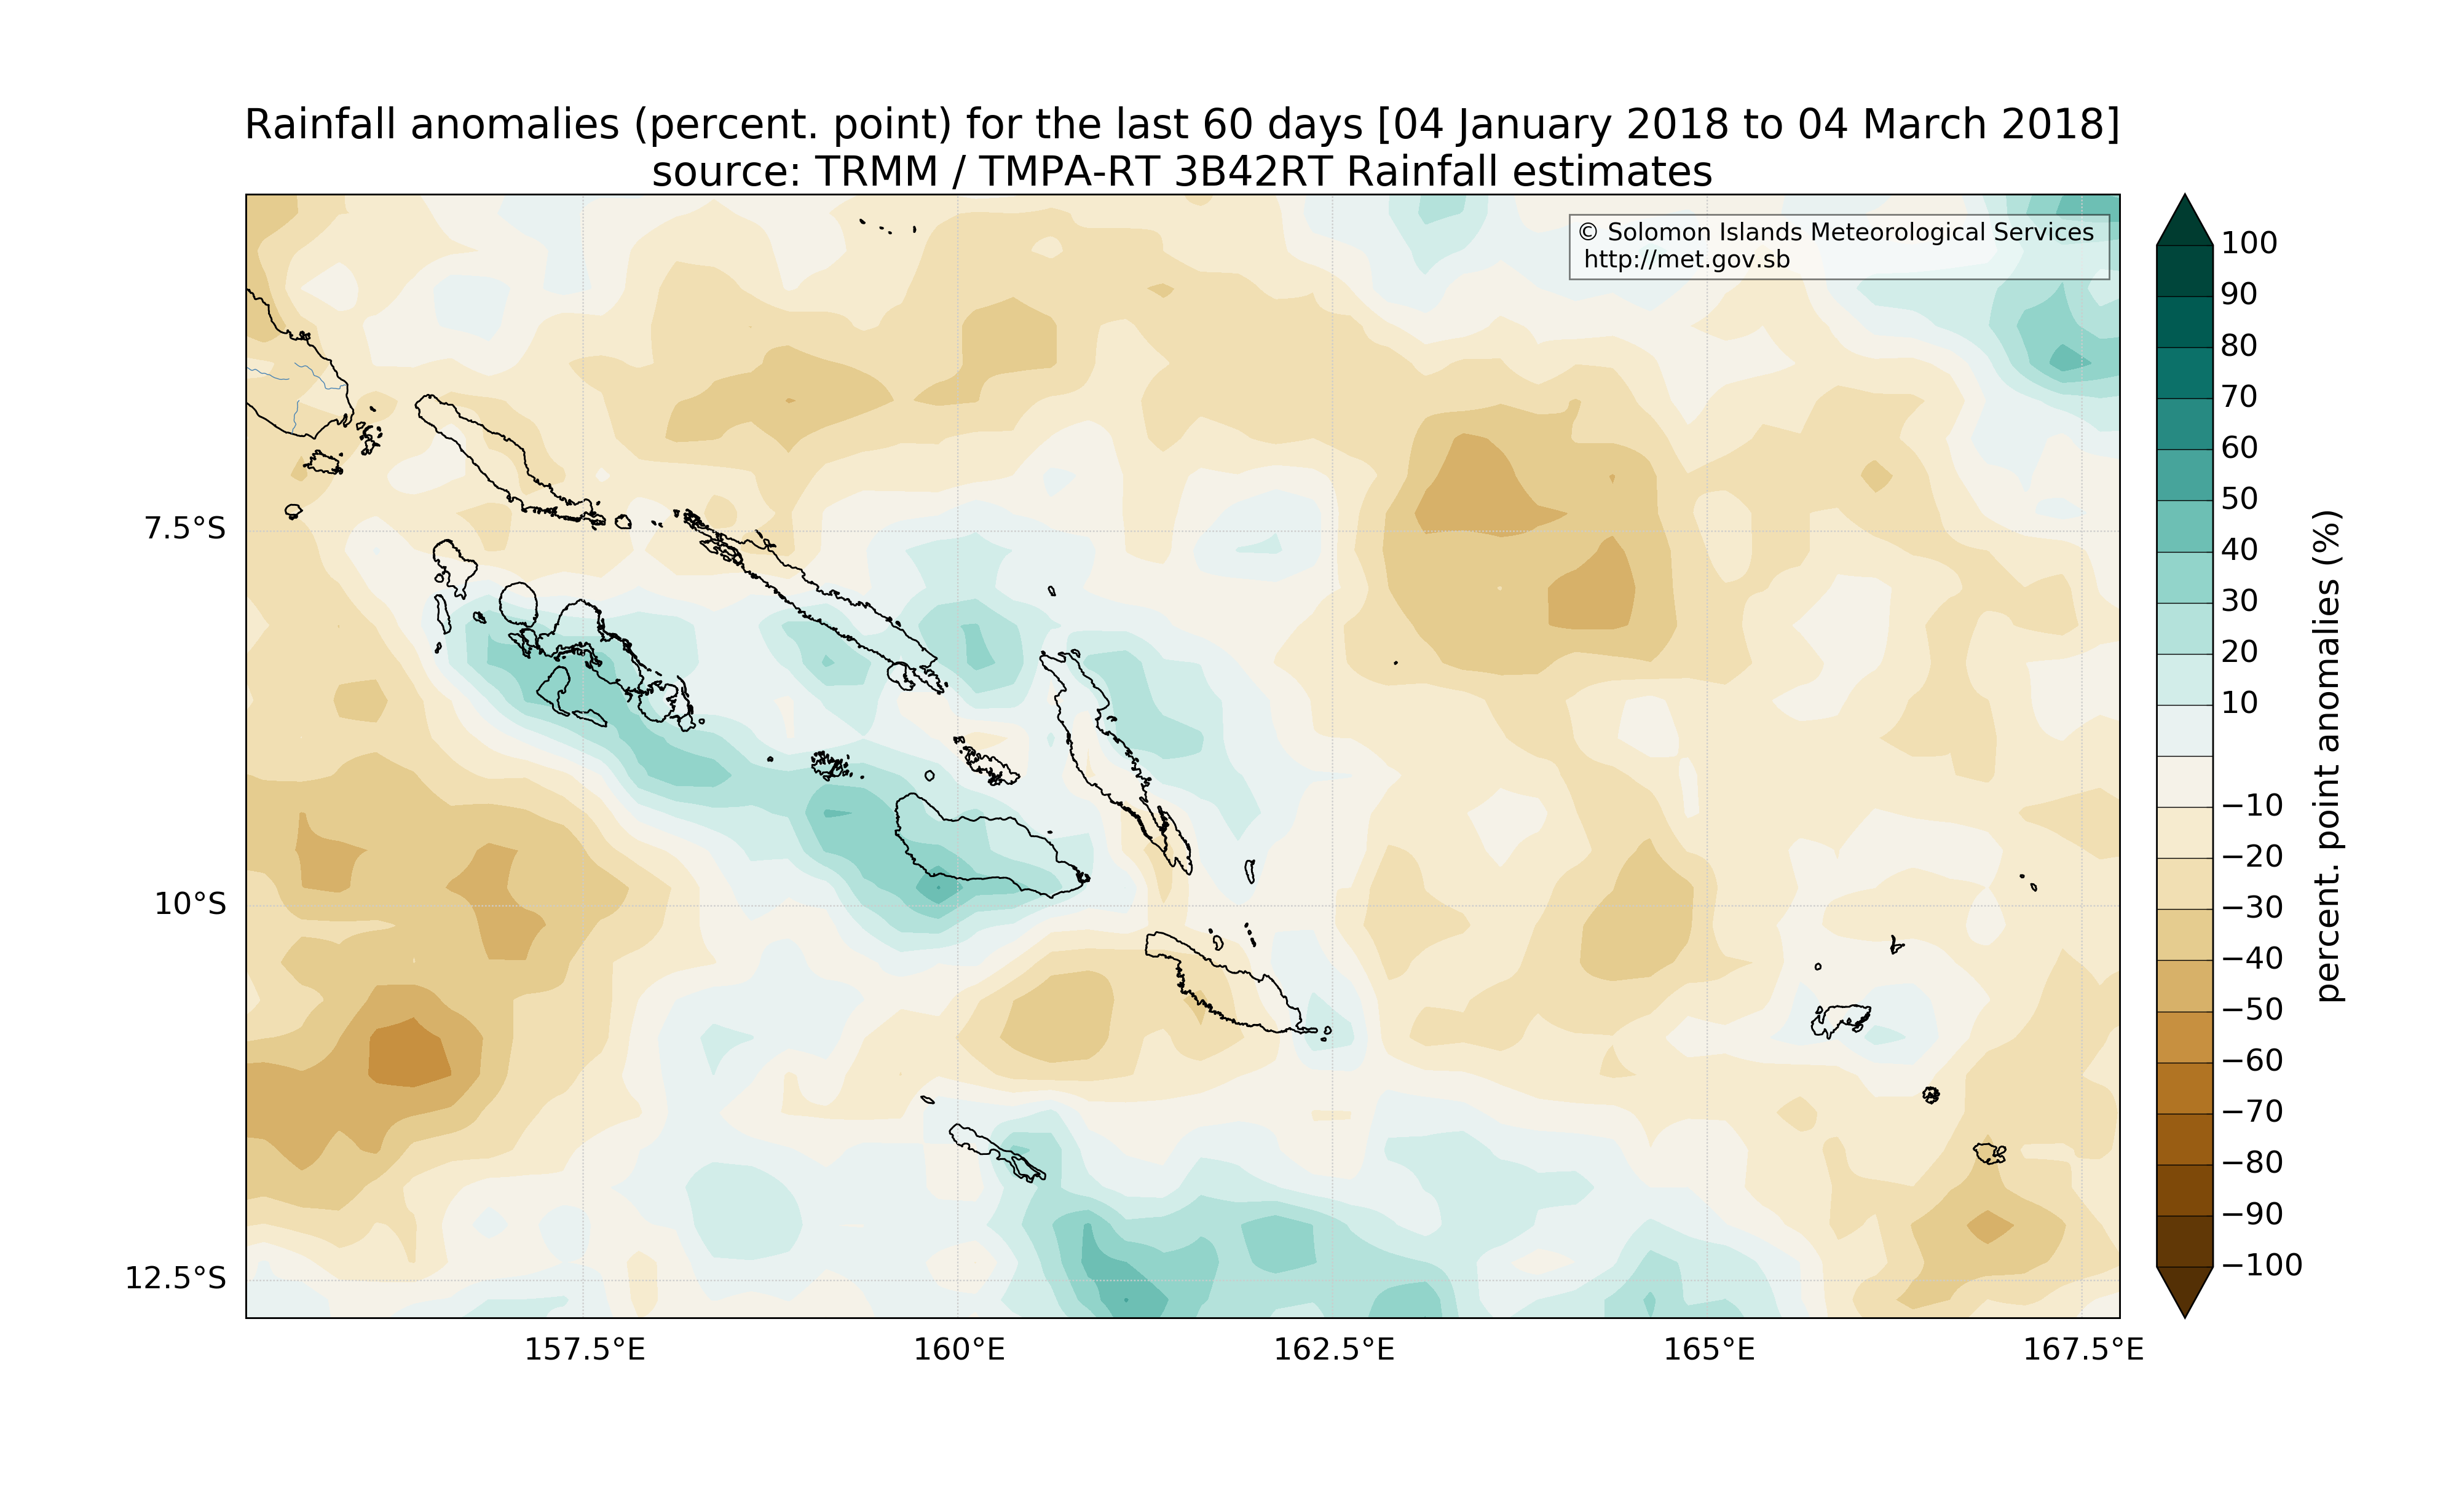 Rainfall anomalies (percent. point) for the last 60 days [04 January 2018 to 04 March 2018]
source: TRMM / TMPA-RT 3B42RT Rainfall estimates
© Solomon Islands Meteorological Services
http://met.gov.sb
7.5°S
10°S
12.5°S
157.5°E
160°E
162.5°E
165°E
167.5°E
100
90
80
70
60
50
40
30
20
10
−10
−20
−30
−40
−50
−60
−70
−80
−90
−100
percent. point anomalies (%)